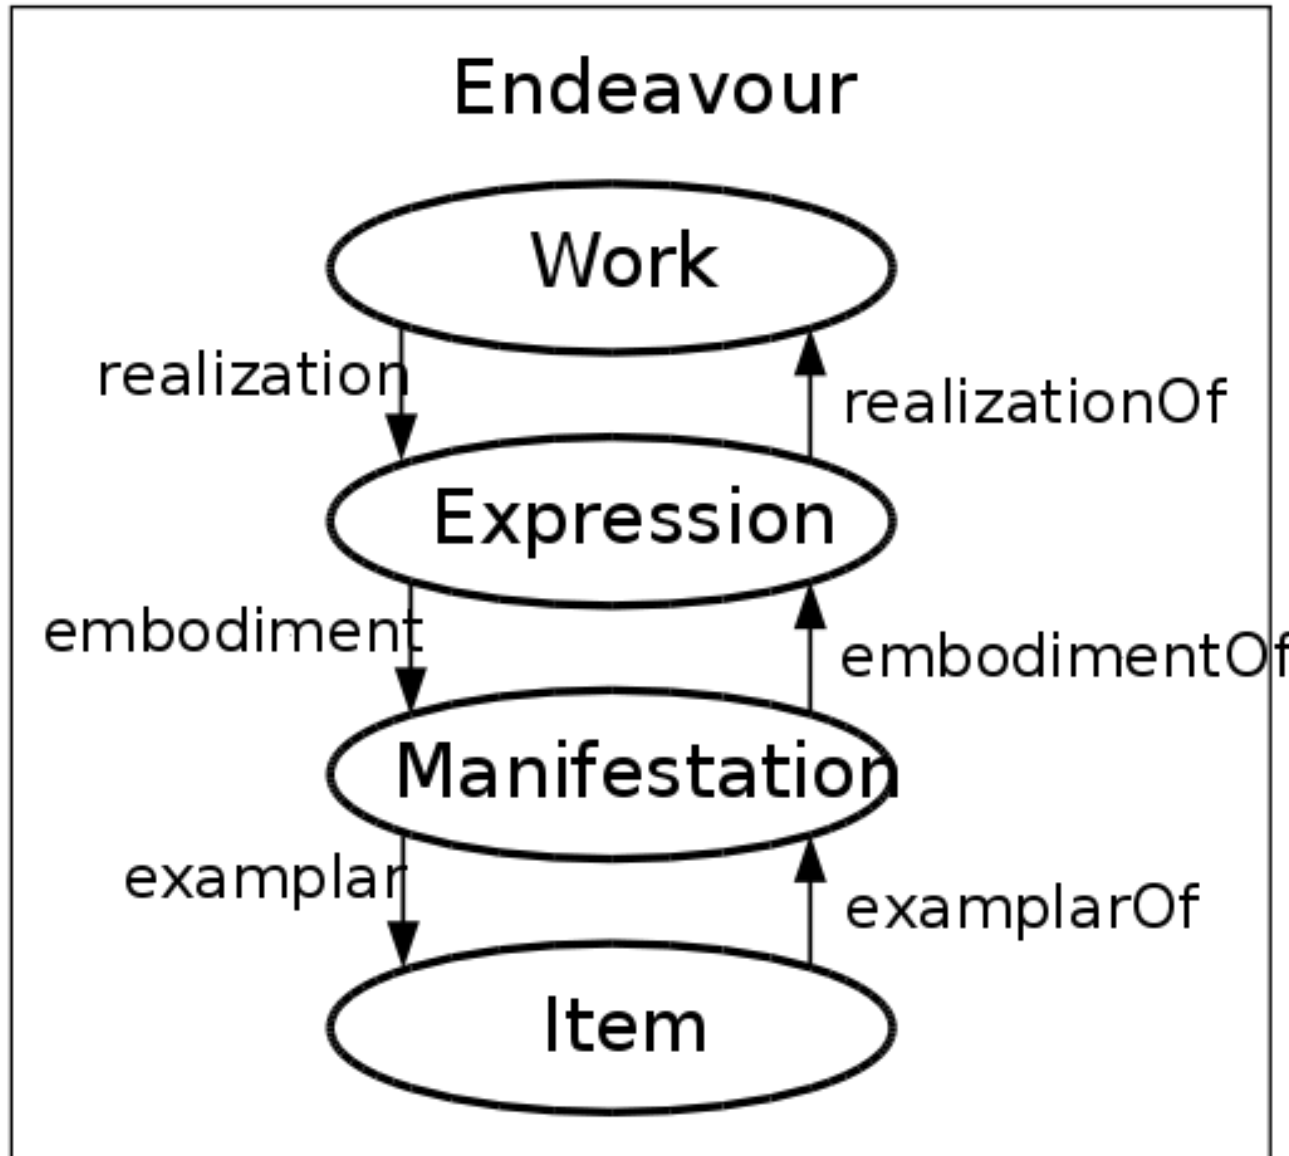 Endeavour
Work
realization
realizationOf
Expression
embodiment
embodimentOf
Manifestation
examplar
examplarOf
Item